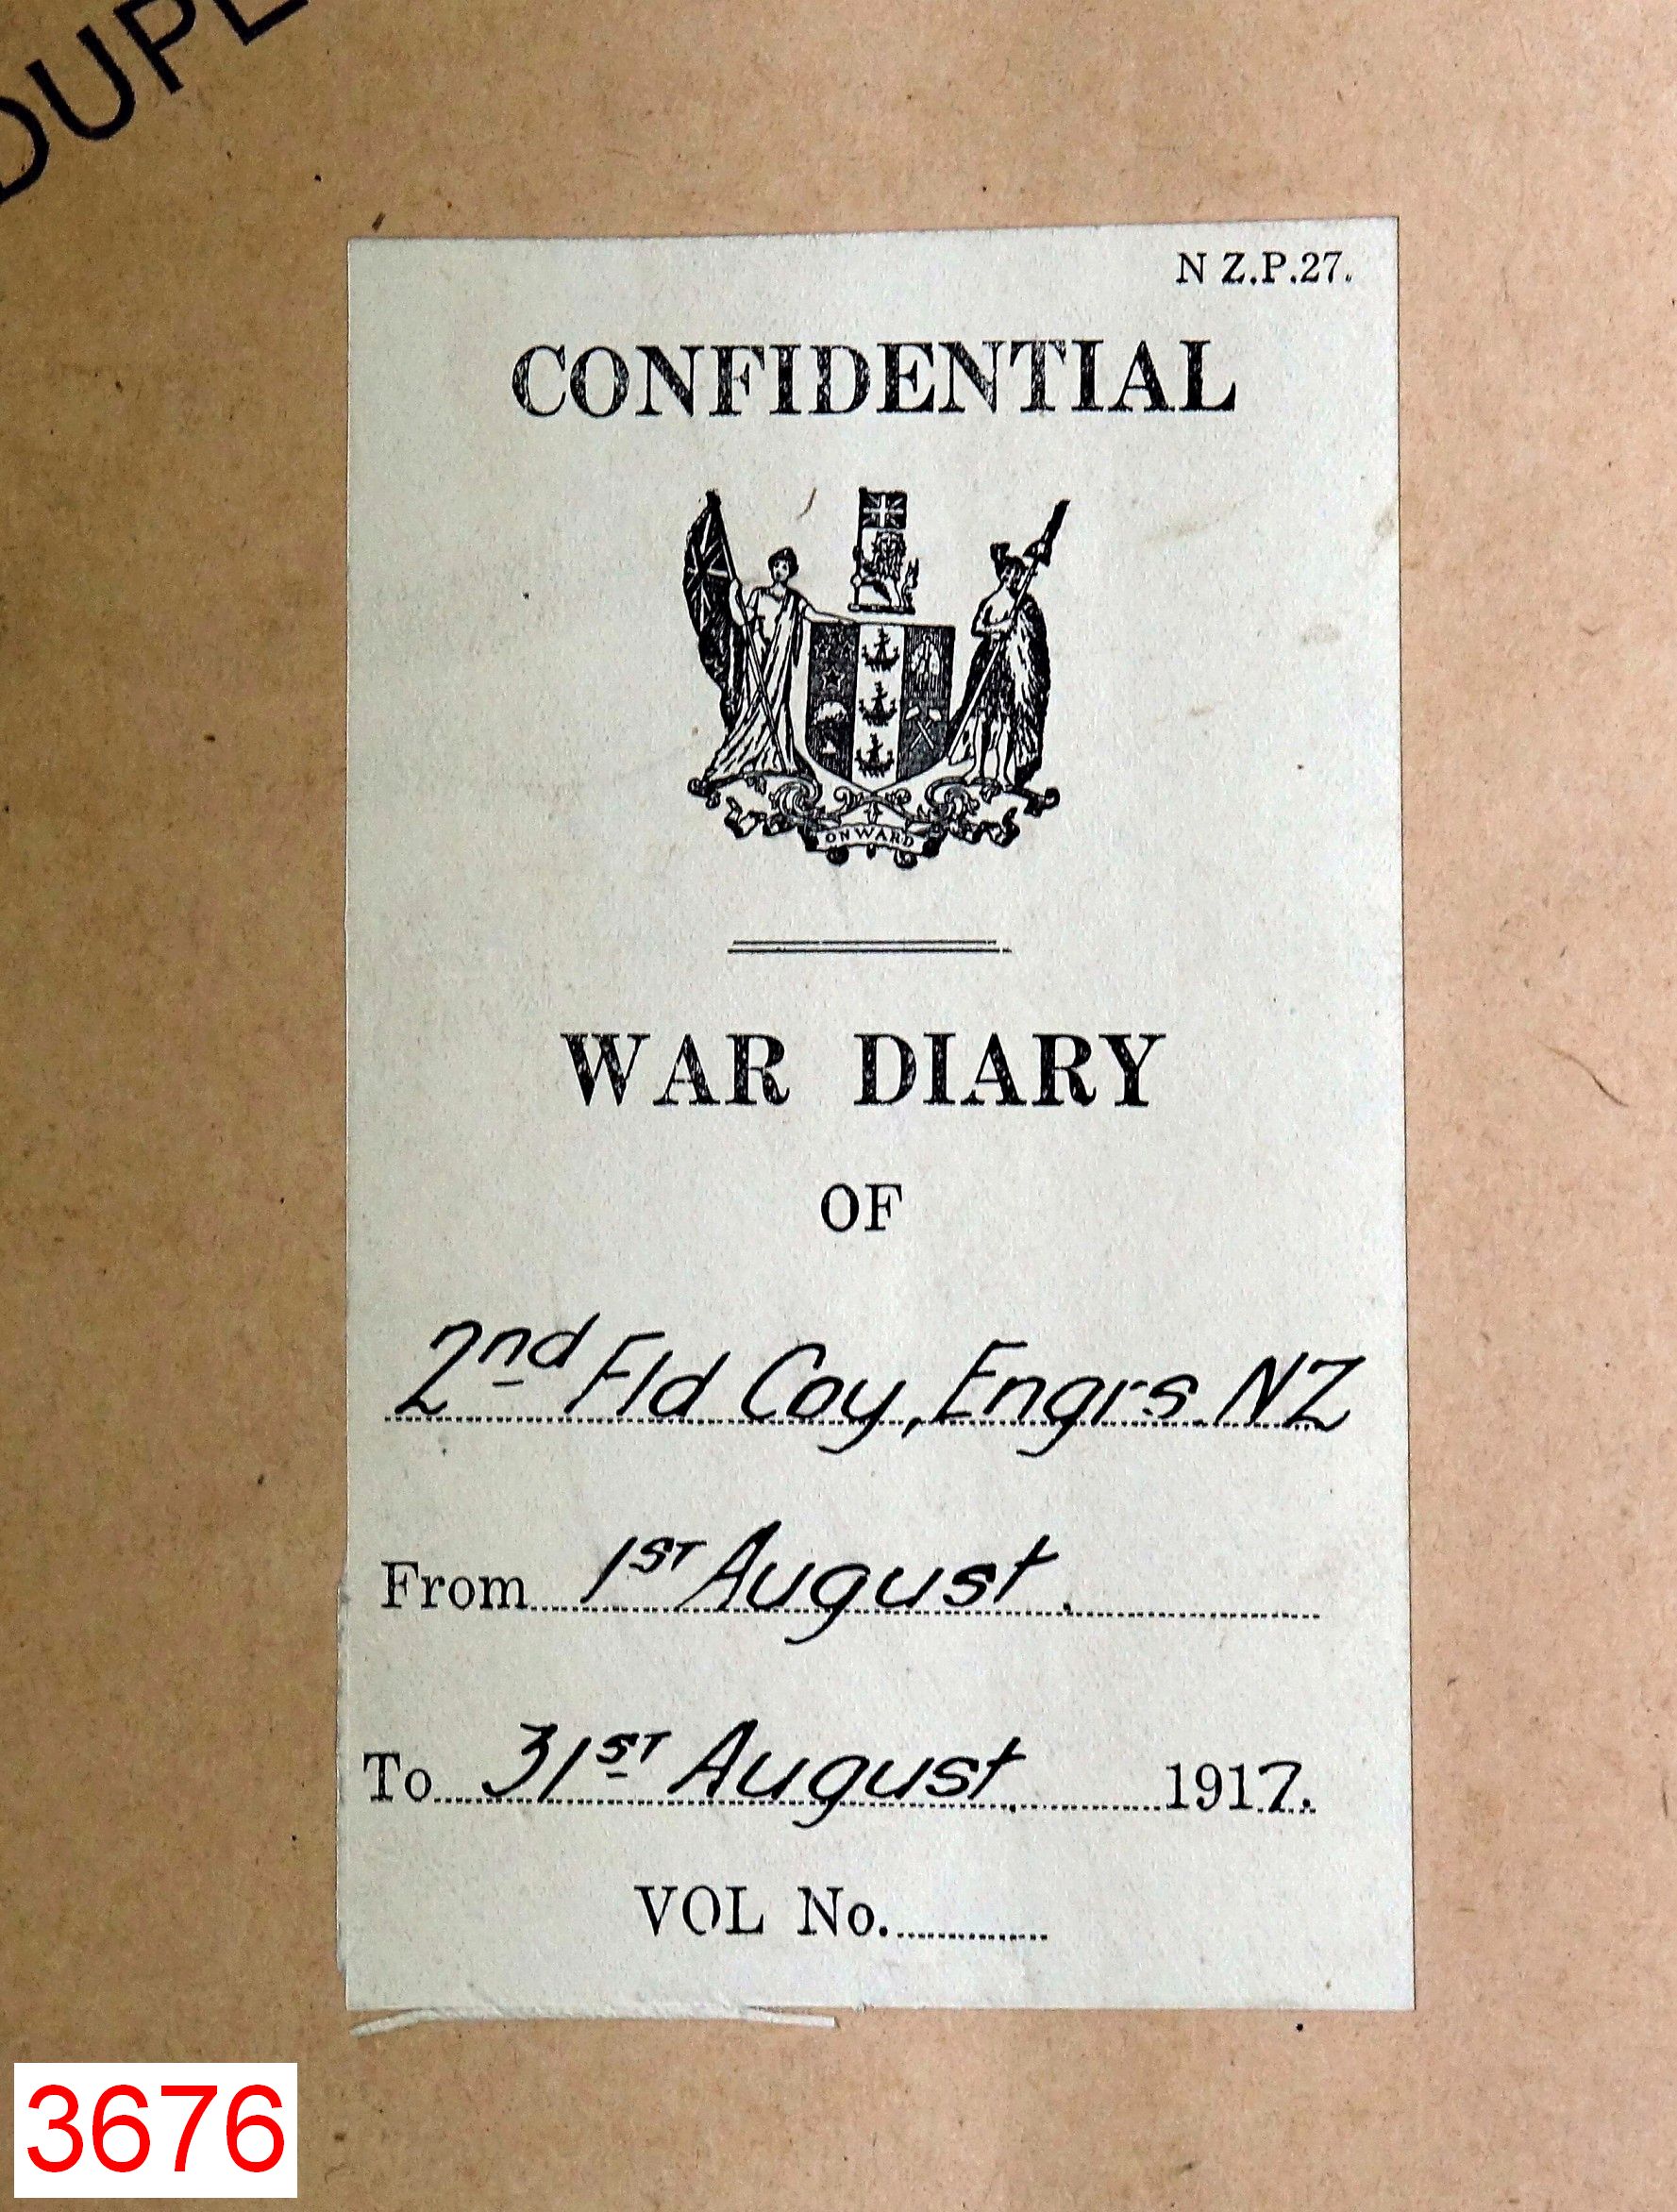 DUPL
N Z.P.27.
CONFIDENTIAL
ONWARD
WAR DIARY
OF
2nd Fld Coy, Engrs NZ
From 1ST August.
To 31ST August 1917.
VOL No.
3676